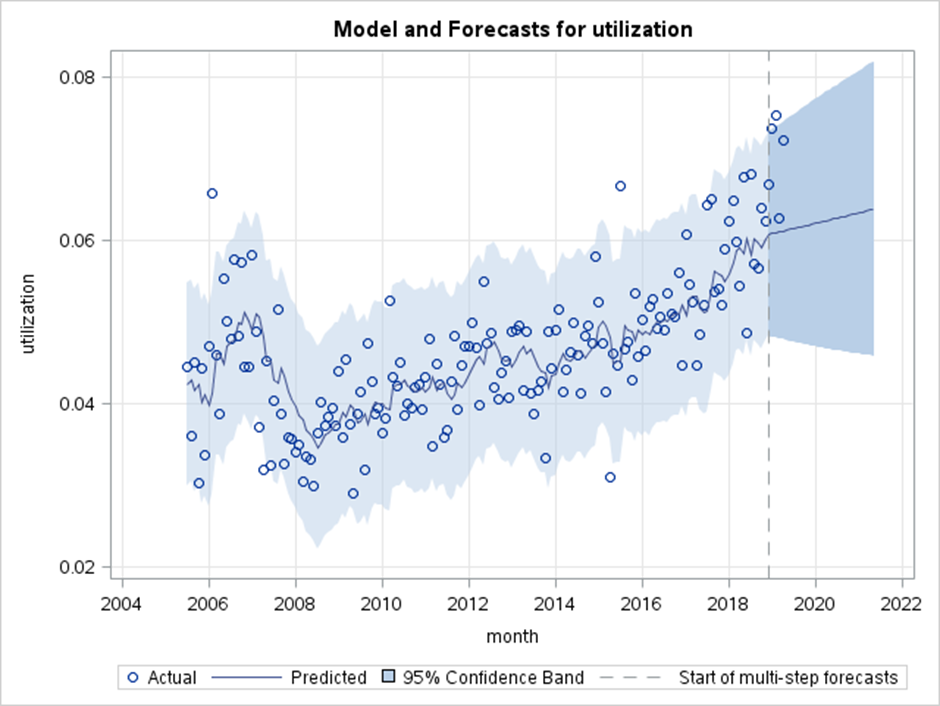 Model and Forecasts for utilization
0.08
0.06
0.04
0.02
utilization
2004 2006 2008 2010 2012 2014 2016 2018 2020 2022
month
Actual Predicted 95% Confidence Band Start of multi-step forecasts